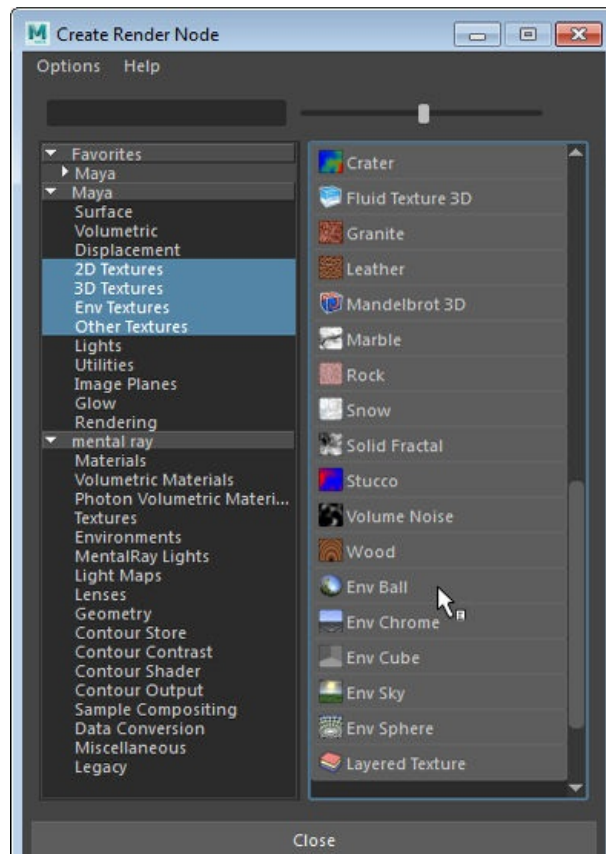 Create Render Node
Options Help
Favorites
Maya
Maya
Surface
Volumetric
Displacement
2D Textures
3D Textures
Env Textures
Other Textures
Lights
Utilities
Image Planes
Glow
Rendering
mental ray
Materials
Volumetric Materials
Photon Volumetric Materi...
Textures
Environments
MentalRay Lights
Light Maps
Lenses
Geometry
Contour Store
Contour Contrast
Contour Shader
Contour Output
Sample Compositing
Data Conversion
Miscellaneous
Legacy
Crater
Fluid Texture 3D
Granite
Leather
Mandelbrot 3D
Marble
Rock
Snow
Solid Fractal
Stucco
Volume Noise
Wood
Env Ball
Env Chrome
Env Cube
Env Sky
Env Sphere
Layered Texture
Close